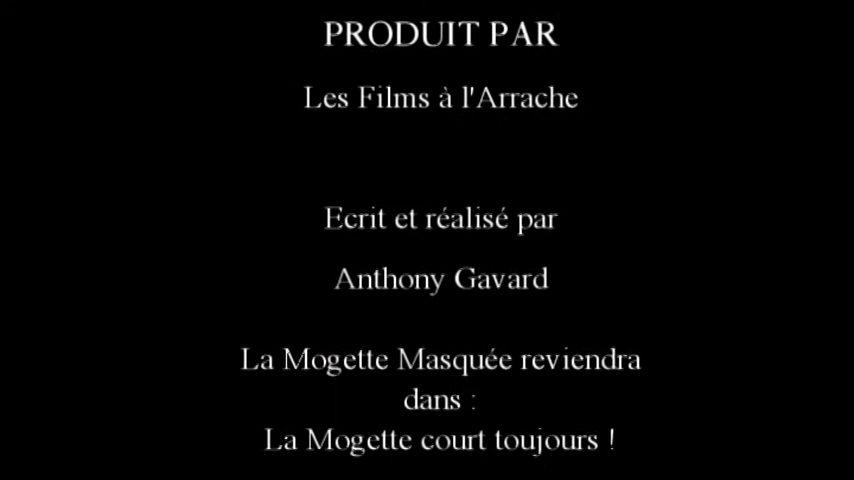 PRODUIT PAR
Les Films à l'Arrache
Ecrit et réalisé par
Anthony Gavard
La Mogette Masquée reviendra
dans :
La Mogette court toujours !